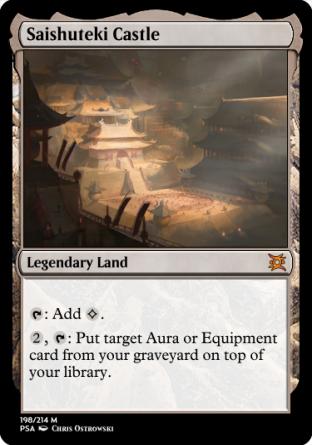 Saishuteki Castle
Legendary Land
: Add .
2, : Put target Aura or Equipment
card from your graveyard on top of
your library.
198/214 M
PSA Chris Ostrowski